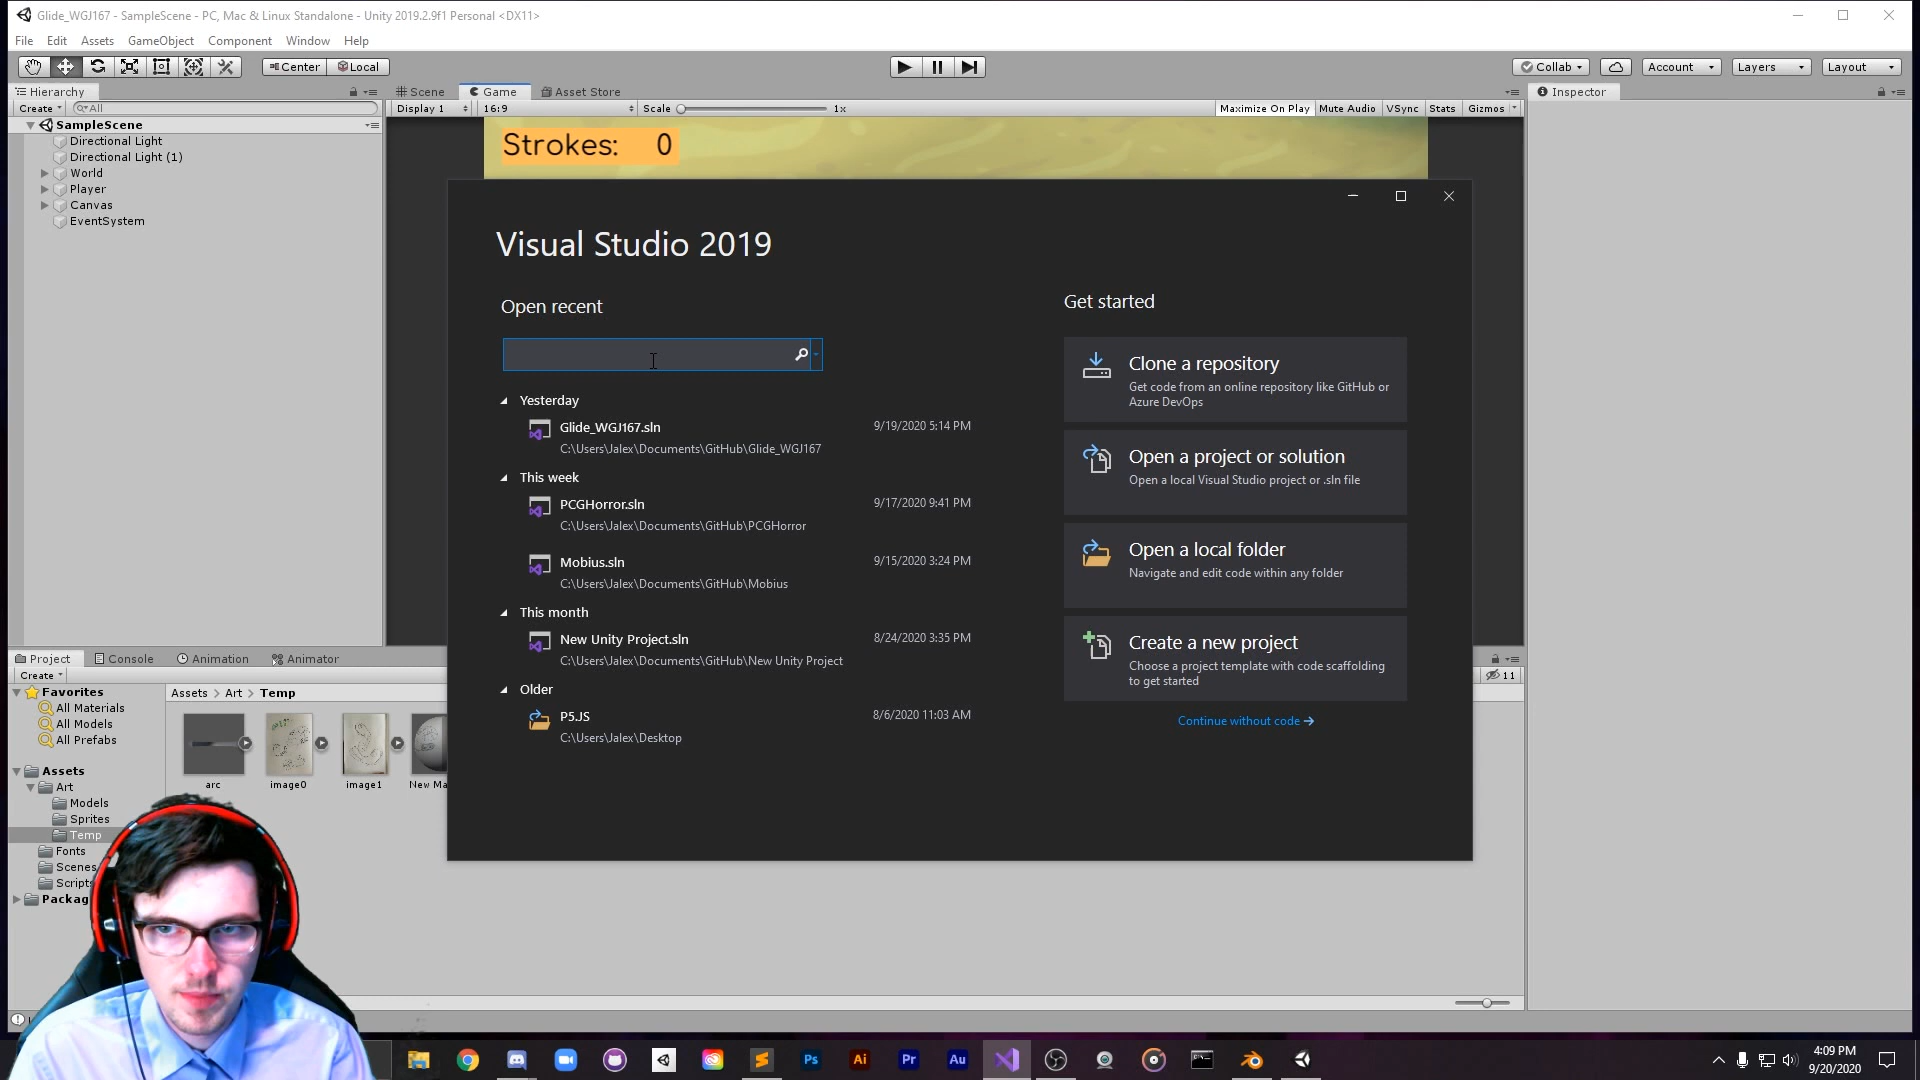 Glide_WGJ167 - SampleScene - PC, Mac & Linux Standalone - Unity 2019.2.9f1 Personal <DX11>
File Edit Assets GameObject Component Window Help
Center Local
Collab Account Layers Layout
Hierarchy
Scene Game Asset Store
Inspector
Create All
Display 1 16:9 Scale 1x Maximize On Play Mute Audio VSync Stats Gizmos
SampleScene
Directional Light
Directional Light (1)
World
Player
Canvas
EventSystem
Strokes: 0
Visual Studio 2019
Open recent
Yesterday
Glide_WGJ167.sln 9/19/2020 5:14 PM
C:\Users\Jalex\Documents\GitHub\Glide_WGJ167
This week
PCGHorror.sln 9/17/2020 9:41 PM
C:\Users\Jalex\Documents\GitHub\PCGHorror
Mobius.sln 9/15/2020 3:24 PM
C:\Users\Jalex\Documents\GitHub\Mobius
This month
New Unity Project.sln 8/24/2020 3:35 PM
C:\Users\Jalex\Documents\GitHub\New Unity Project
Older
P5.JS 8/6/2020 11:03 AM
C:\Users\Jalex\Desktop
Get started
Clone a repository
Get code from an online repository like GitHub or
Azure DevOps
Open a project or solution
Open a local Visual Studio project or .sln file
Open a local folder
Navigate and edit code within any folder
Create a new project
Choose a project template with code scaffolding
to get started
Continue without code →
Project Console Animation Animator
Create
11
Favorites
All Materials
All Models
All Prefabs
Assets
Art
Models
Sprites
Temp
Fonts
Scenes
Scripts
Packag
Assets > Art > Temp
arc image0 image1 New Ma
Ps Ai Pr Au
4:09 PM
9/20/2020